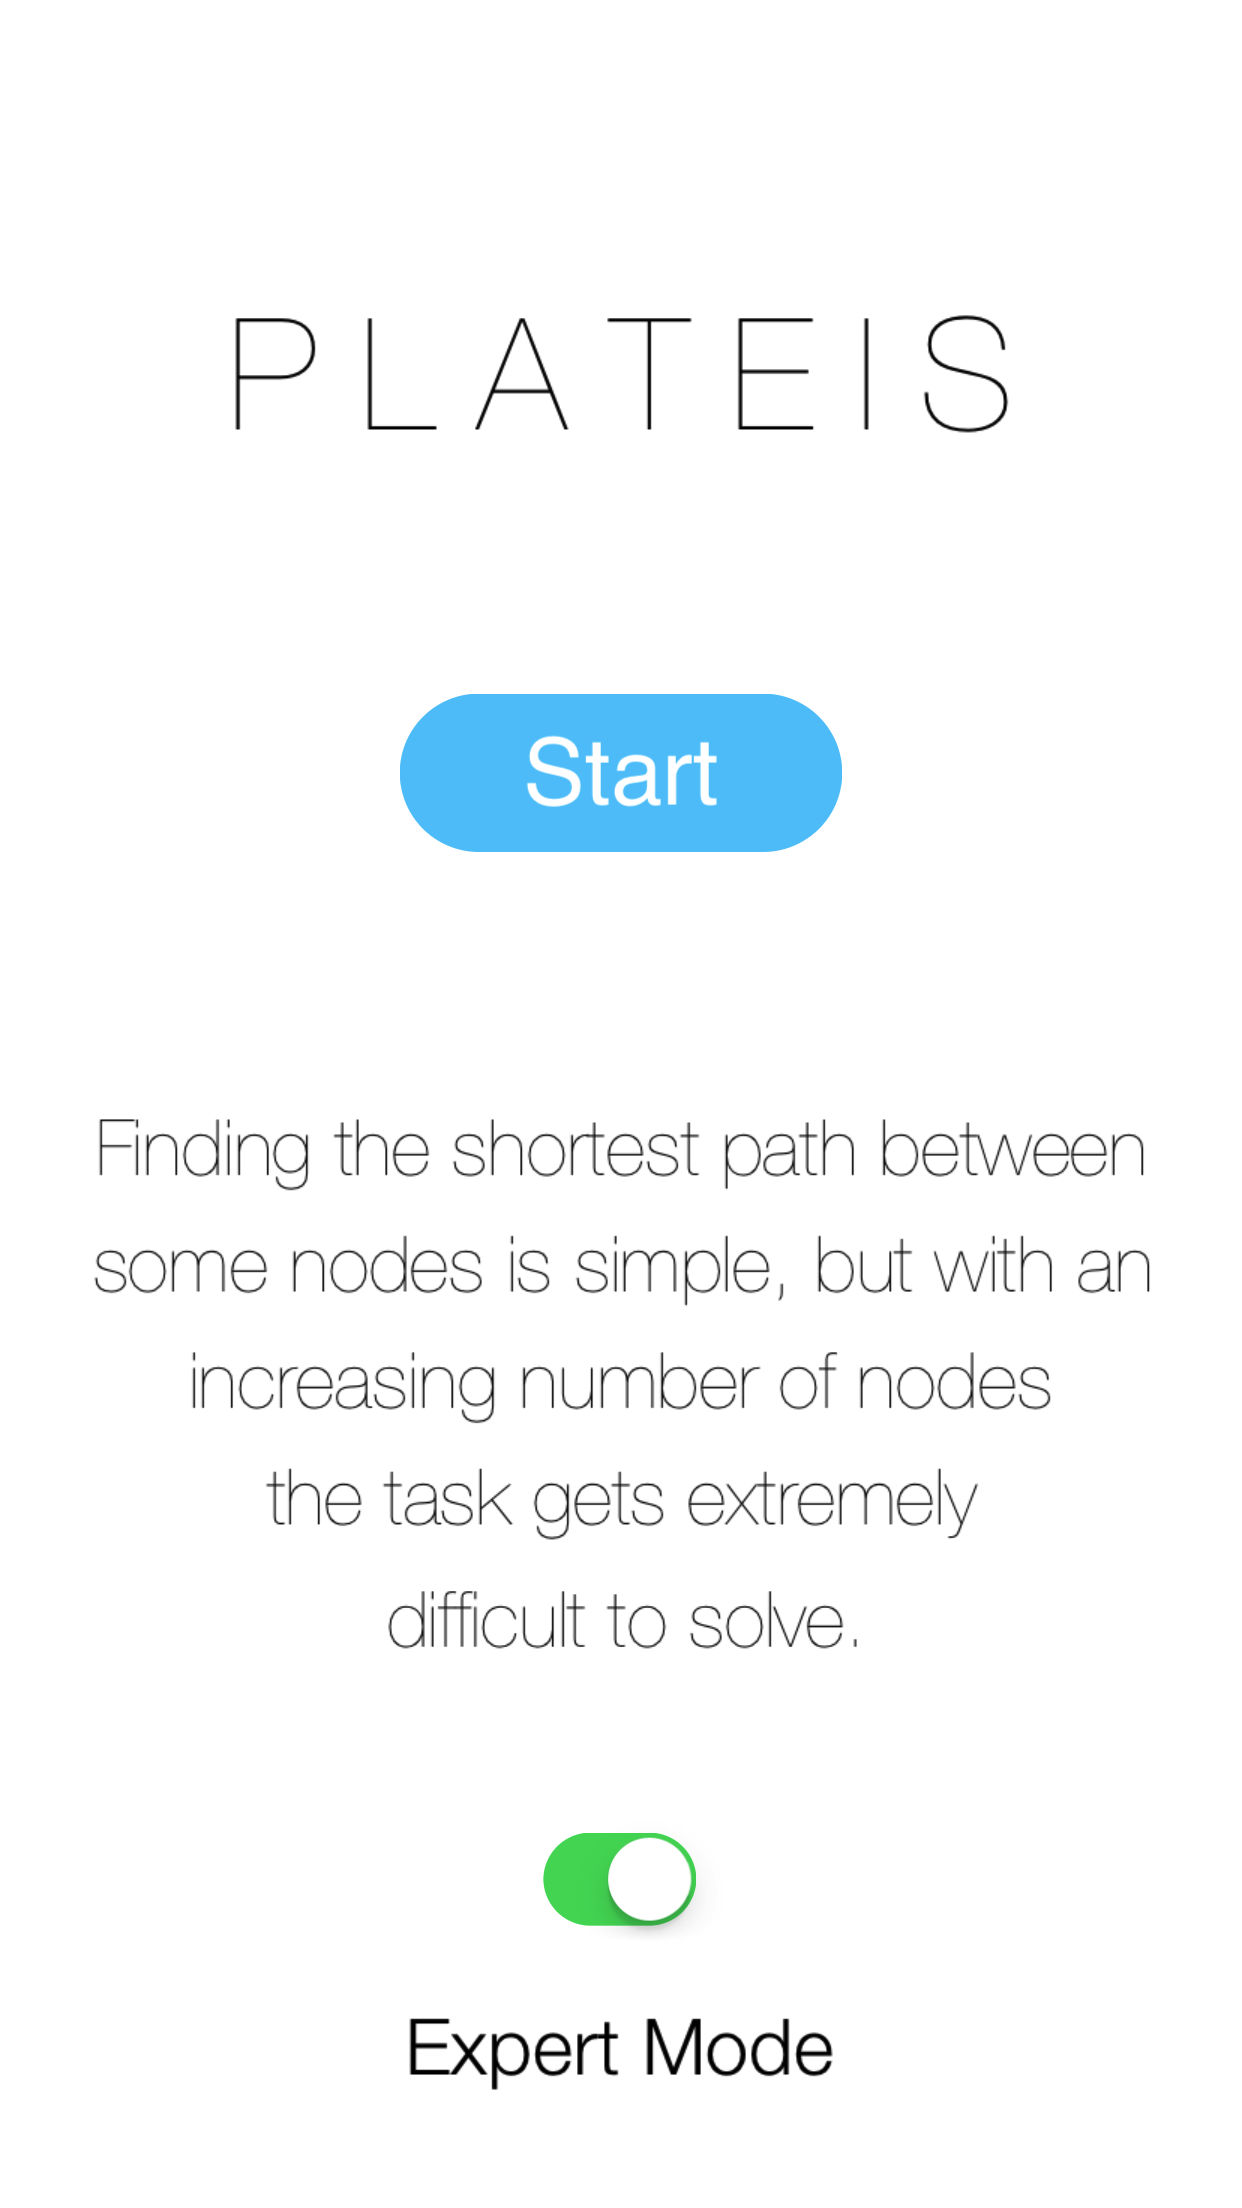 PLATEIS
Start
Finding the shortest path between
some nodes is simple, but with an
increasing number of nodes
the task gets extremely
difficult to solve.
Expert Mode